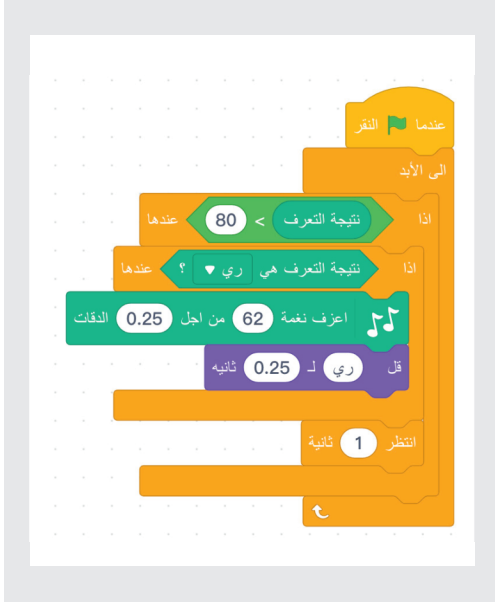 عندما النقر
الى الأبد
اذا نتيجة التعرف > 80 عندها
اذا نتيجة التعرف هي ري ؟ عندها
اعزف نغمة 62 من اجل 0.25 الدقات
قل ري لـ 0.25 ثانيه
انتظر 1 ثانية